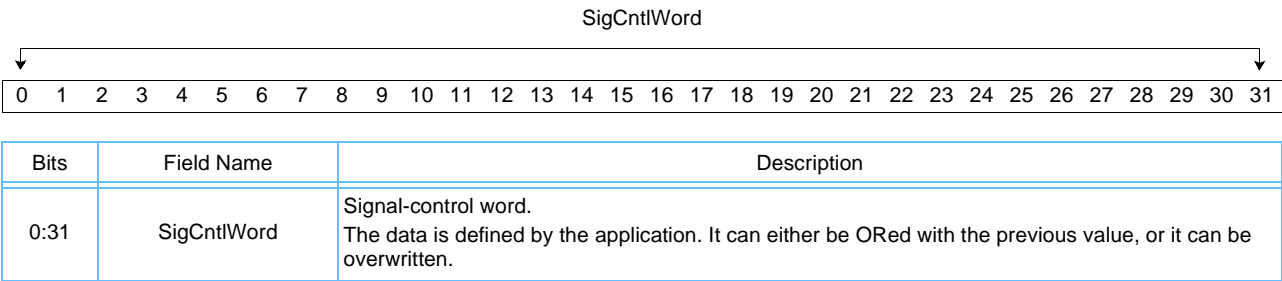 SigCntlWord
0 1 2 3 4 5 6 7 8 9 10 11 12 13 14 15 16 17 18 19 20 21 22 23 24 25 26 27 28 29 30 31
Bits Field Name Description
0:31 SigCntlWord Signal-control word.
The data is defined by the application. It can either be ORed with the previous value, or it can be
overwritten.